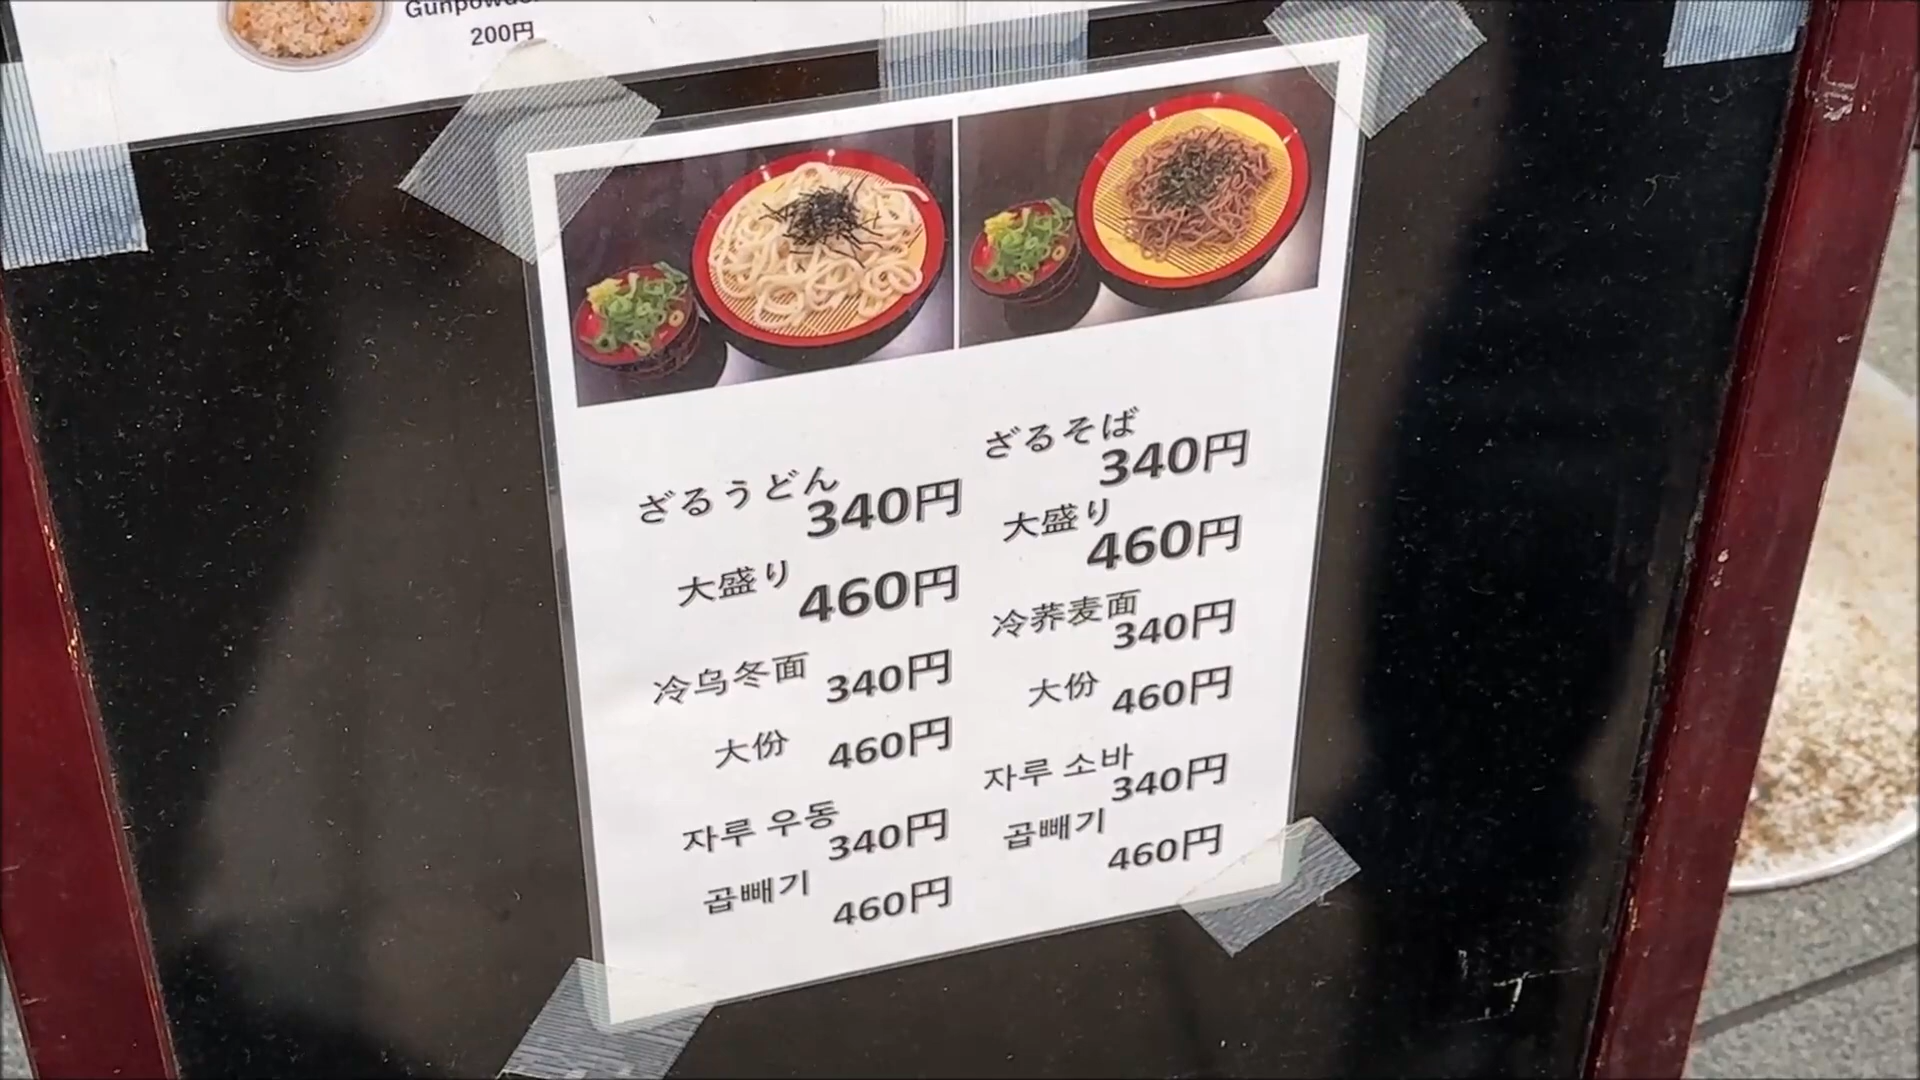 200円
ざるうどん
340円
大盛り
460円
冷乌冬面 340円
大份 460円
자루 우동
340円
곱빼기
460円
ざるそば
340円
大盛り
460円
冷荞麦面
340円
大份 460円
자루 소바
340円
곱빼기
460円